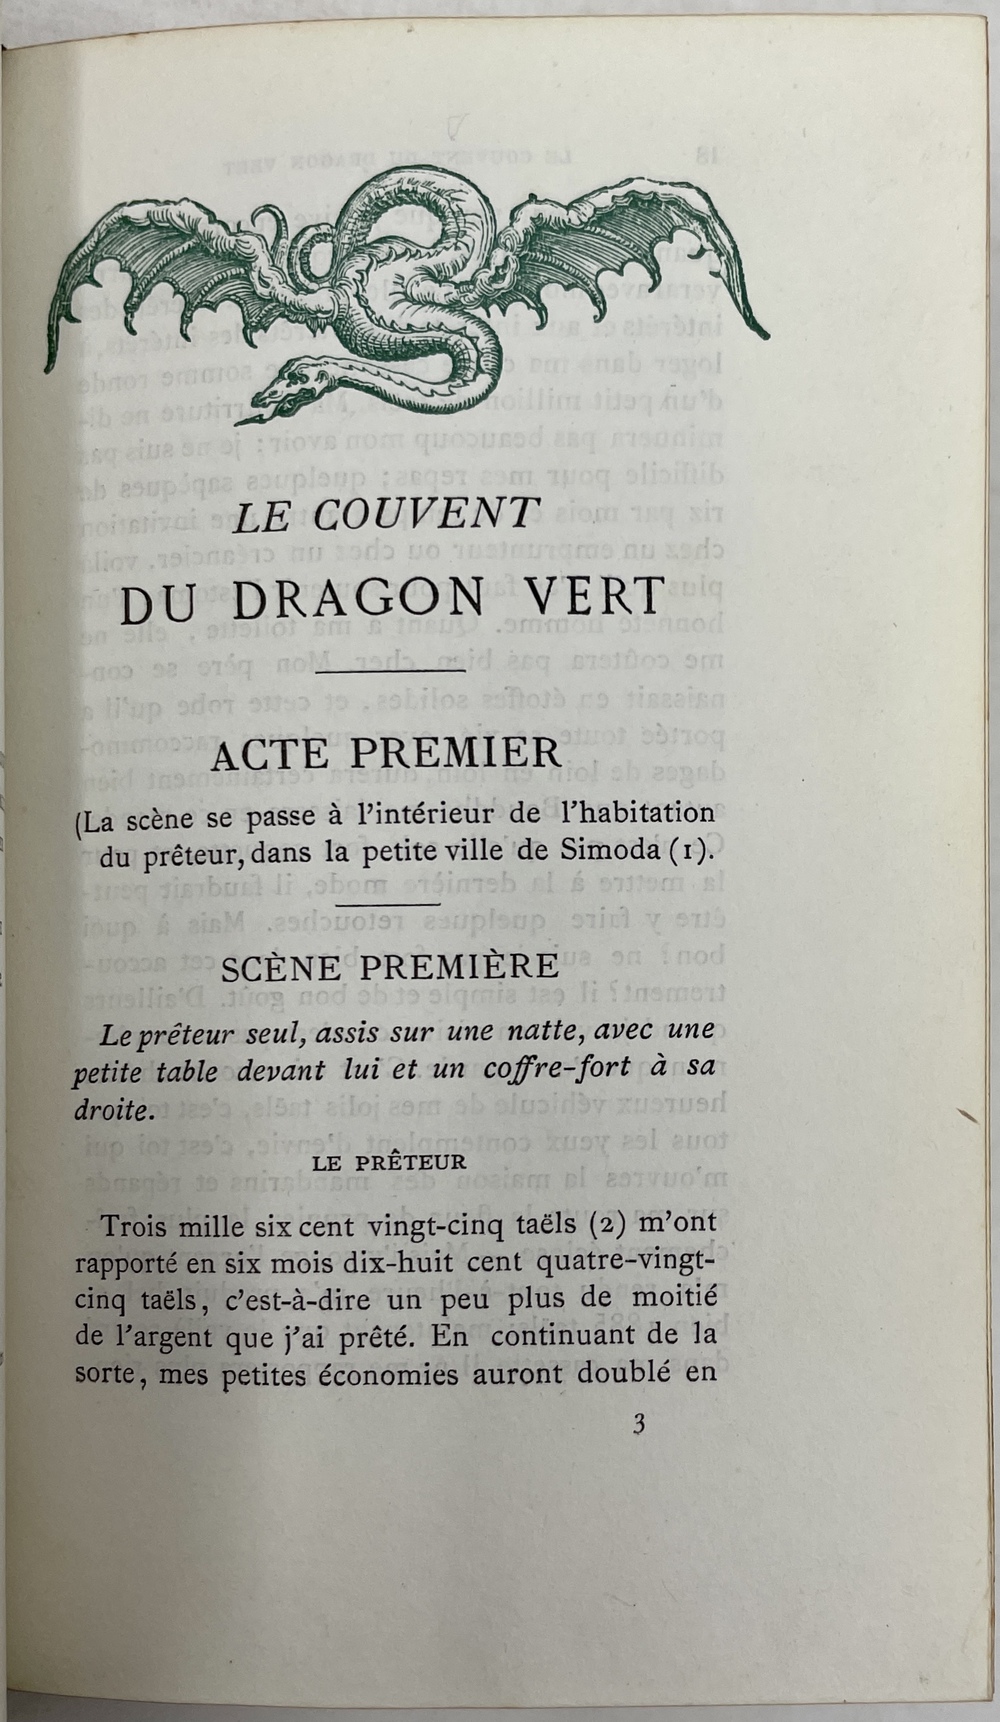 LE COUVENT
DU DRAGON VERT
ACTE PREMIER
(La scène se passe à l'intérieur de l'habitation
du prêteur, dans la petite ville de Simoda (1).
SCÈNE PREMIÈRE
Le prêteur seul, assis sur une natte, avec une
petite table devant lui et un coffre-fort à sa
droite.
LE PRÊTEUR
Trois mille six cent vingt-cinq taëls (2) m'ont
rapporté en six mois dix-huit cent quatre-vingt-
cinq taëls, c'est-à-dire un peu plus de moitié
de l'argent que j'ai prêté. En continuant de la
sorte, mes petites économies auront doublé en
3